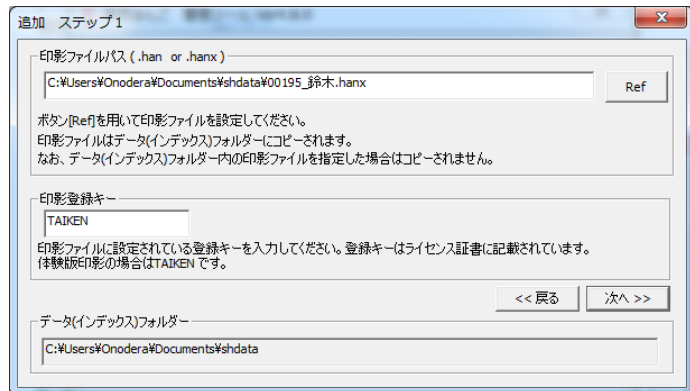 追加 ステップ１
印影ファイルパス ( .han or .hanx )
C:¥Users¥Onodera¥Documents¥shdata¥00195_鈴木.hanx
Ref
ボタン[Ref]を用いて印影ファイルを設定してください。
印影ファイルはデータ(インデックス)フォルダーにコピーされます。
なお、データ(インデックス)フォルダー内の印影ファイルを指定した場合はコピーされません。
印影登録キー
TAIKEN
印影ファイルに設定されている登録キーを入力してください。登録キーはライセンス証書に記載されています。
体験版印影の場合はTAIKEN です。
<< 戻る
次へ >>
データ(インデックス)フォルダー
C:¥Users¥Onodera¥Documents¥shdata